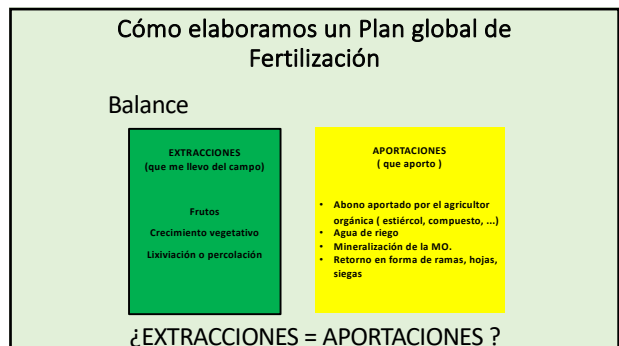 Cómo elaboramos un Plan global de
Fertilización
Balance
EXTRACCIONES
(que me llevo del campo)
Frutos
Crecimiento vegetativo
Lixiviación o percolación
APORTACIONES
( que aporto )
• Abono aportado por el agricultor
orgánica ( estiércol, compuesto, ...)
• Agua de riego
• Mineralización de la MO.
• Retorno en forma de ramas, hojas,
siegas
¿EXTRACCIONES = APORTACIONES ?